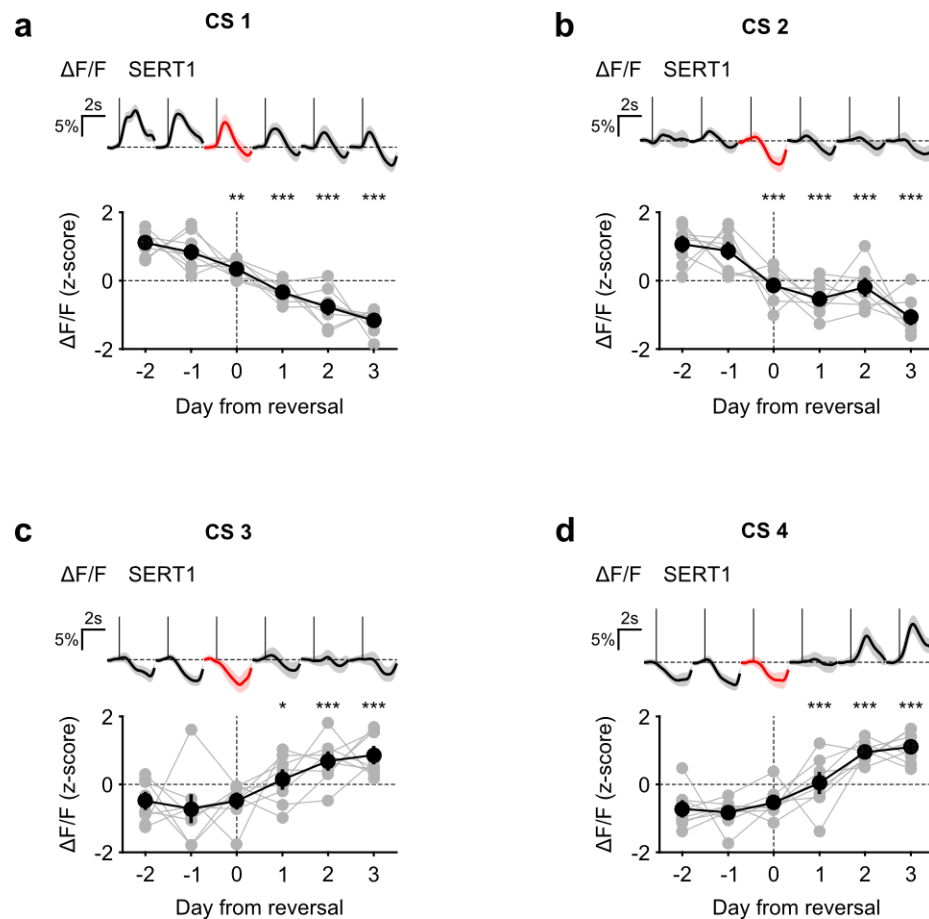 a CS 1
ΔF/F SERT1
2s
5%
** *** *** ***
2
0
-2
ΔF/F (z-score)
-2 -1 0 1 2 3
Day from reversal
b CS 2
ΔF/F SERT1
2s
5%
*** *** *** ***
2
0
-2
ΔF/F (z-score)
-2 -1 0 1 2 3
Day from reversal
c CS 3
ΔF/F SERT1
2s
5%
* *** ***
2
0
-2
ΔF/F (z-score)
-2 -1 0 1 2 3
Day from reversal
d CS 4
ΔF/F SERT1
2s
5%
*** *** ***
2
0
-2
ΔF/F (z-score)
-2 -1 0 1 2 3
Day from reversal